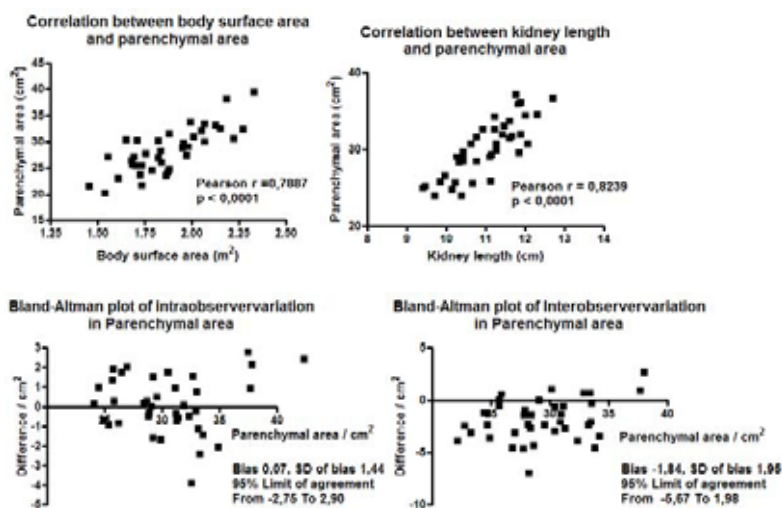 Correlation between body surface area
and parenchymal area
Parenchymal area (cm²)
45
40
35
30
25
20
15
Pearson r =0,7887
p < 0,0001
1.25 1.50 1.75 2.00 2.25 2.50
Body surface area (m²)
Correlation between kidney length
and parenchymal area
Parenchymal area (cm²)
40
30
20
Pearson r = 0,8239
p < 0,0001
8 9 10 11 12 13 14
Kidney length (cm)
Bland-Altman plot of Intraobservervariation
in Parenchymal area
Difference / cm²
3
2
1
0
-1
-2
-3
-4
-5
25 30 35 40
Parenchymal area / cm²
Bias 0.07. SD of bias 1.44
95% Limit of agreement
From -2,75 To 2,90
Bland-Altman plot of Interobservervariation
in Parenchymal area
Difference / cm²
5
0
-5
-10
25 30 35 40
Parenchymal area / cm²
Bias -1.84. SD of bias 1.95
95% Limit of agreement
From -5,67 To 1,98